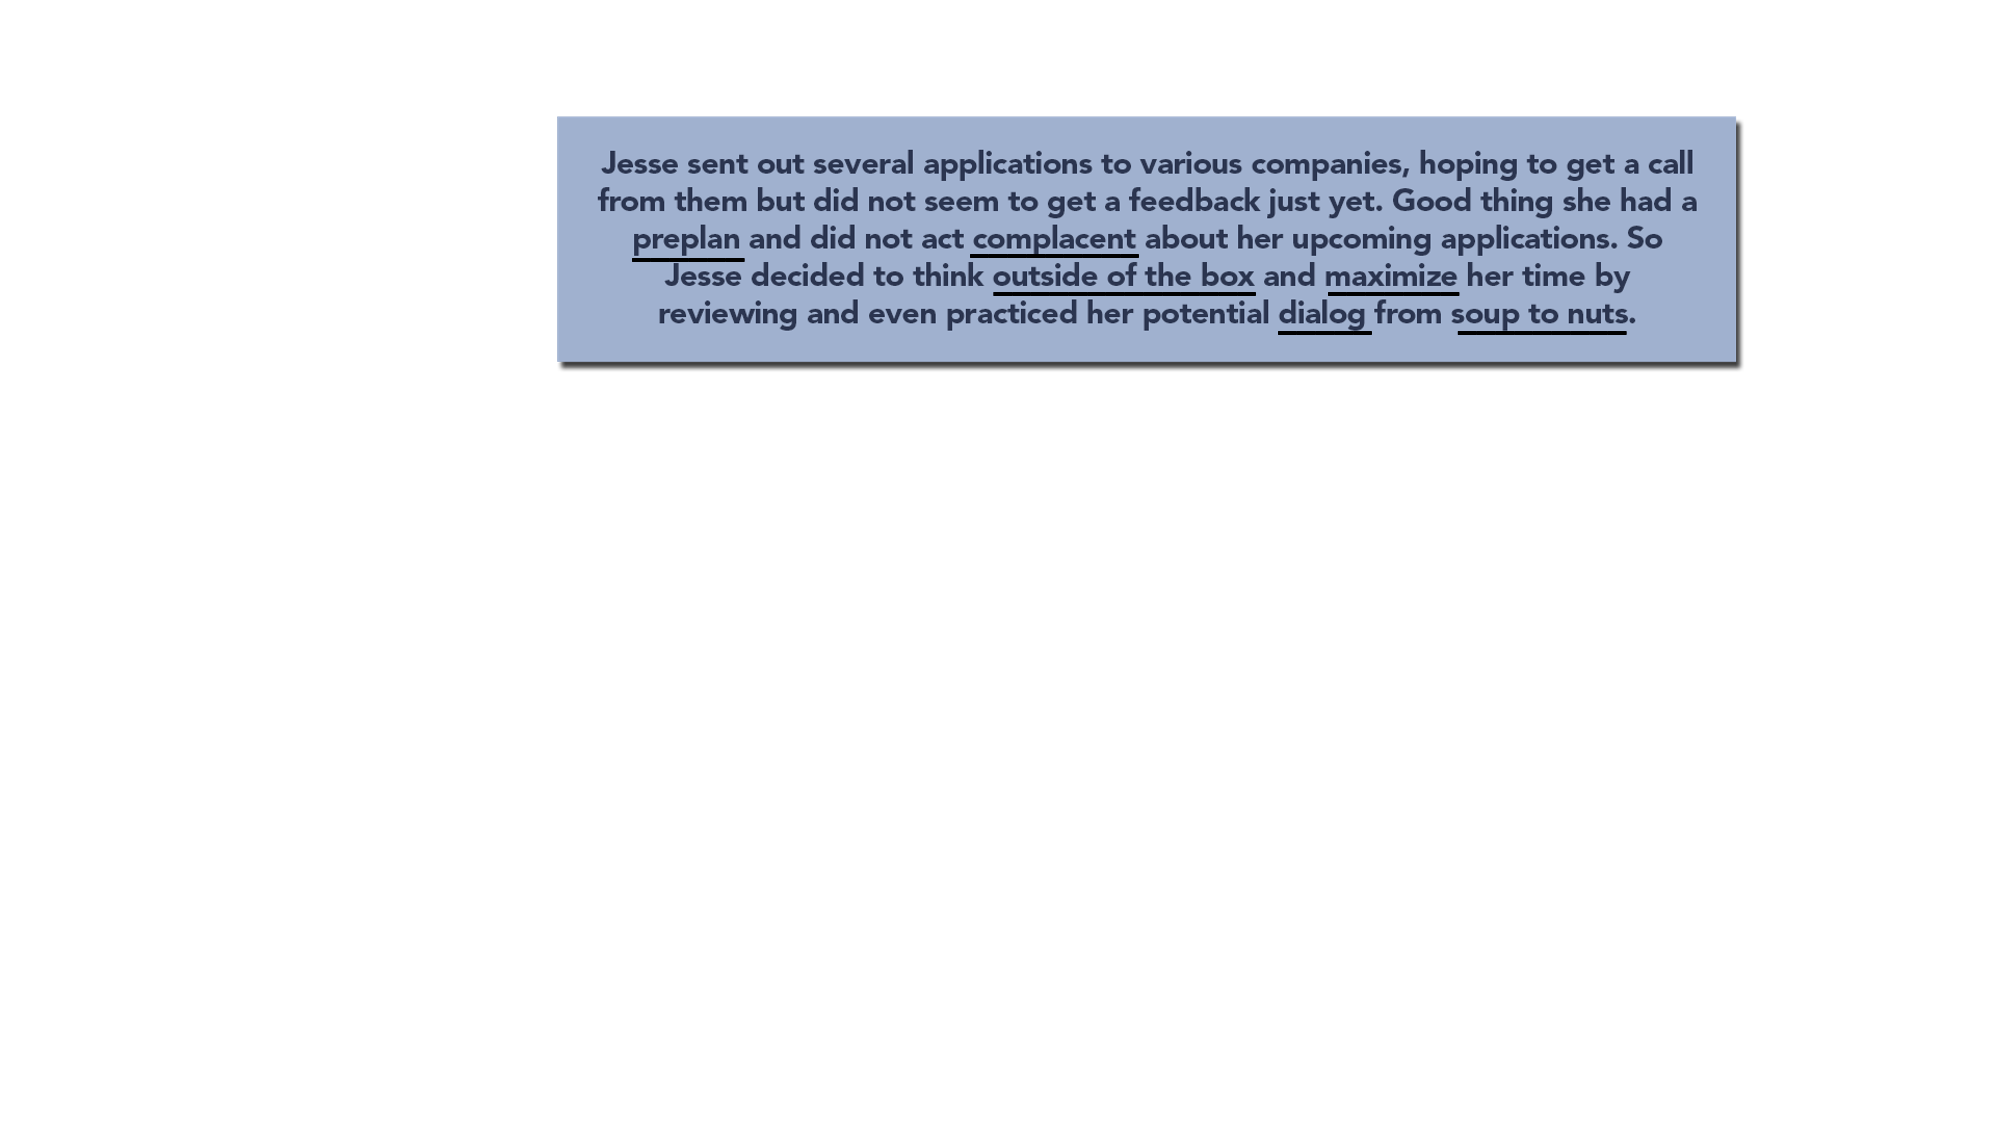 Jesse sent out several applications to various companies, hoping to get a call
from them but did not seem to get a feedback just yet. Good thing she had a
preplan and did not act complacent about her upcoming applications. So
Jesse decided to think outside of the box and maximize her time by
reviewing and even practiced her potential dialog from soup to nuts.